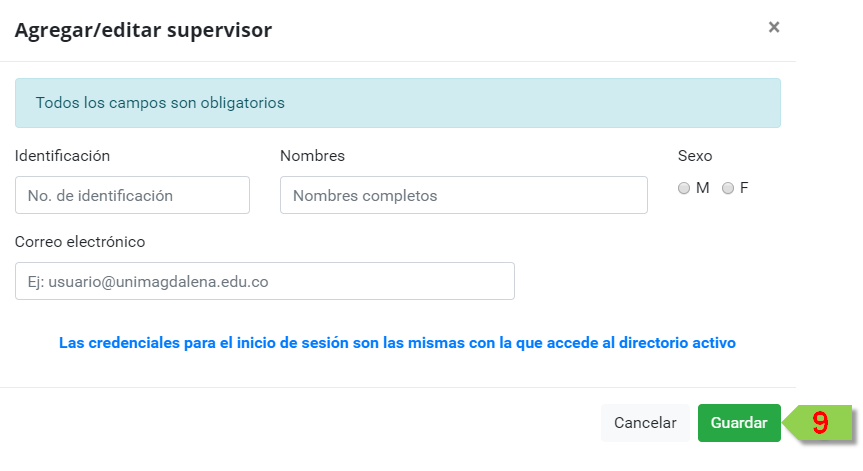 Agregar/editar supervisor ×
Todos los campos son obligatorios
Identificación Nombres Sexo
No. de identificación Nombres completos M F
Correo electrónico
Ej: usuario@unimagdalena.edu.co
Las credenciales para el inicio de sesión son las mismas con la que accede al directorio activo
Cancelar Guardar 9